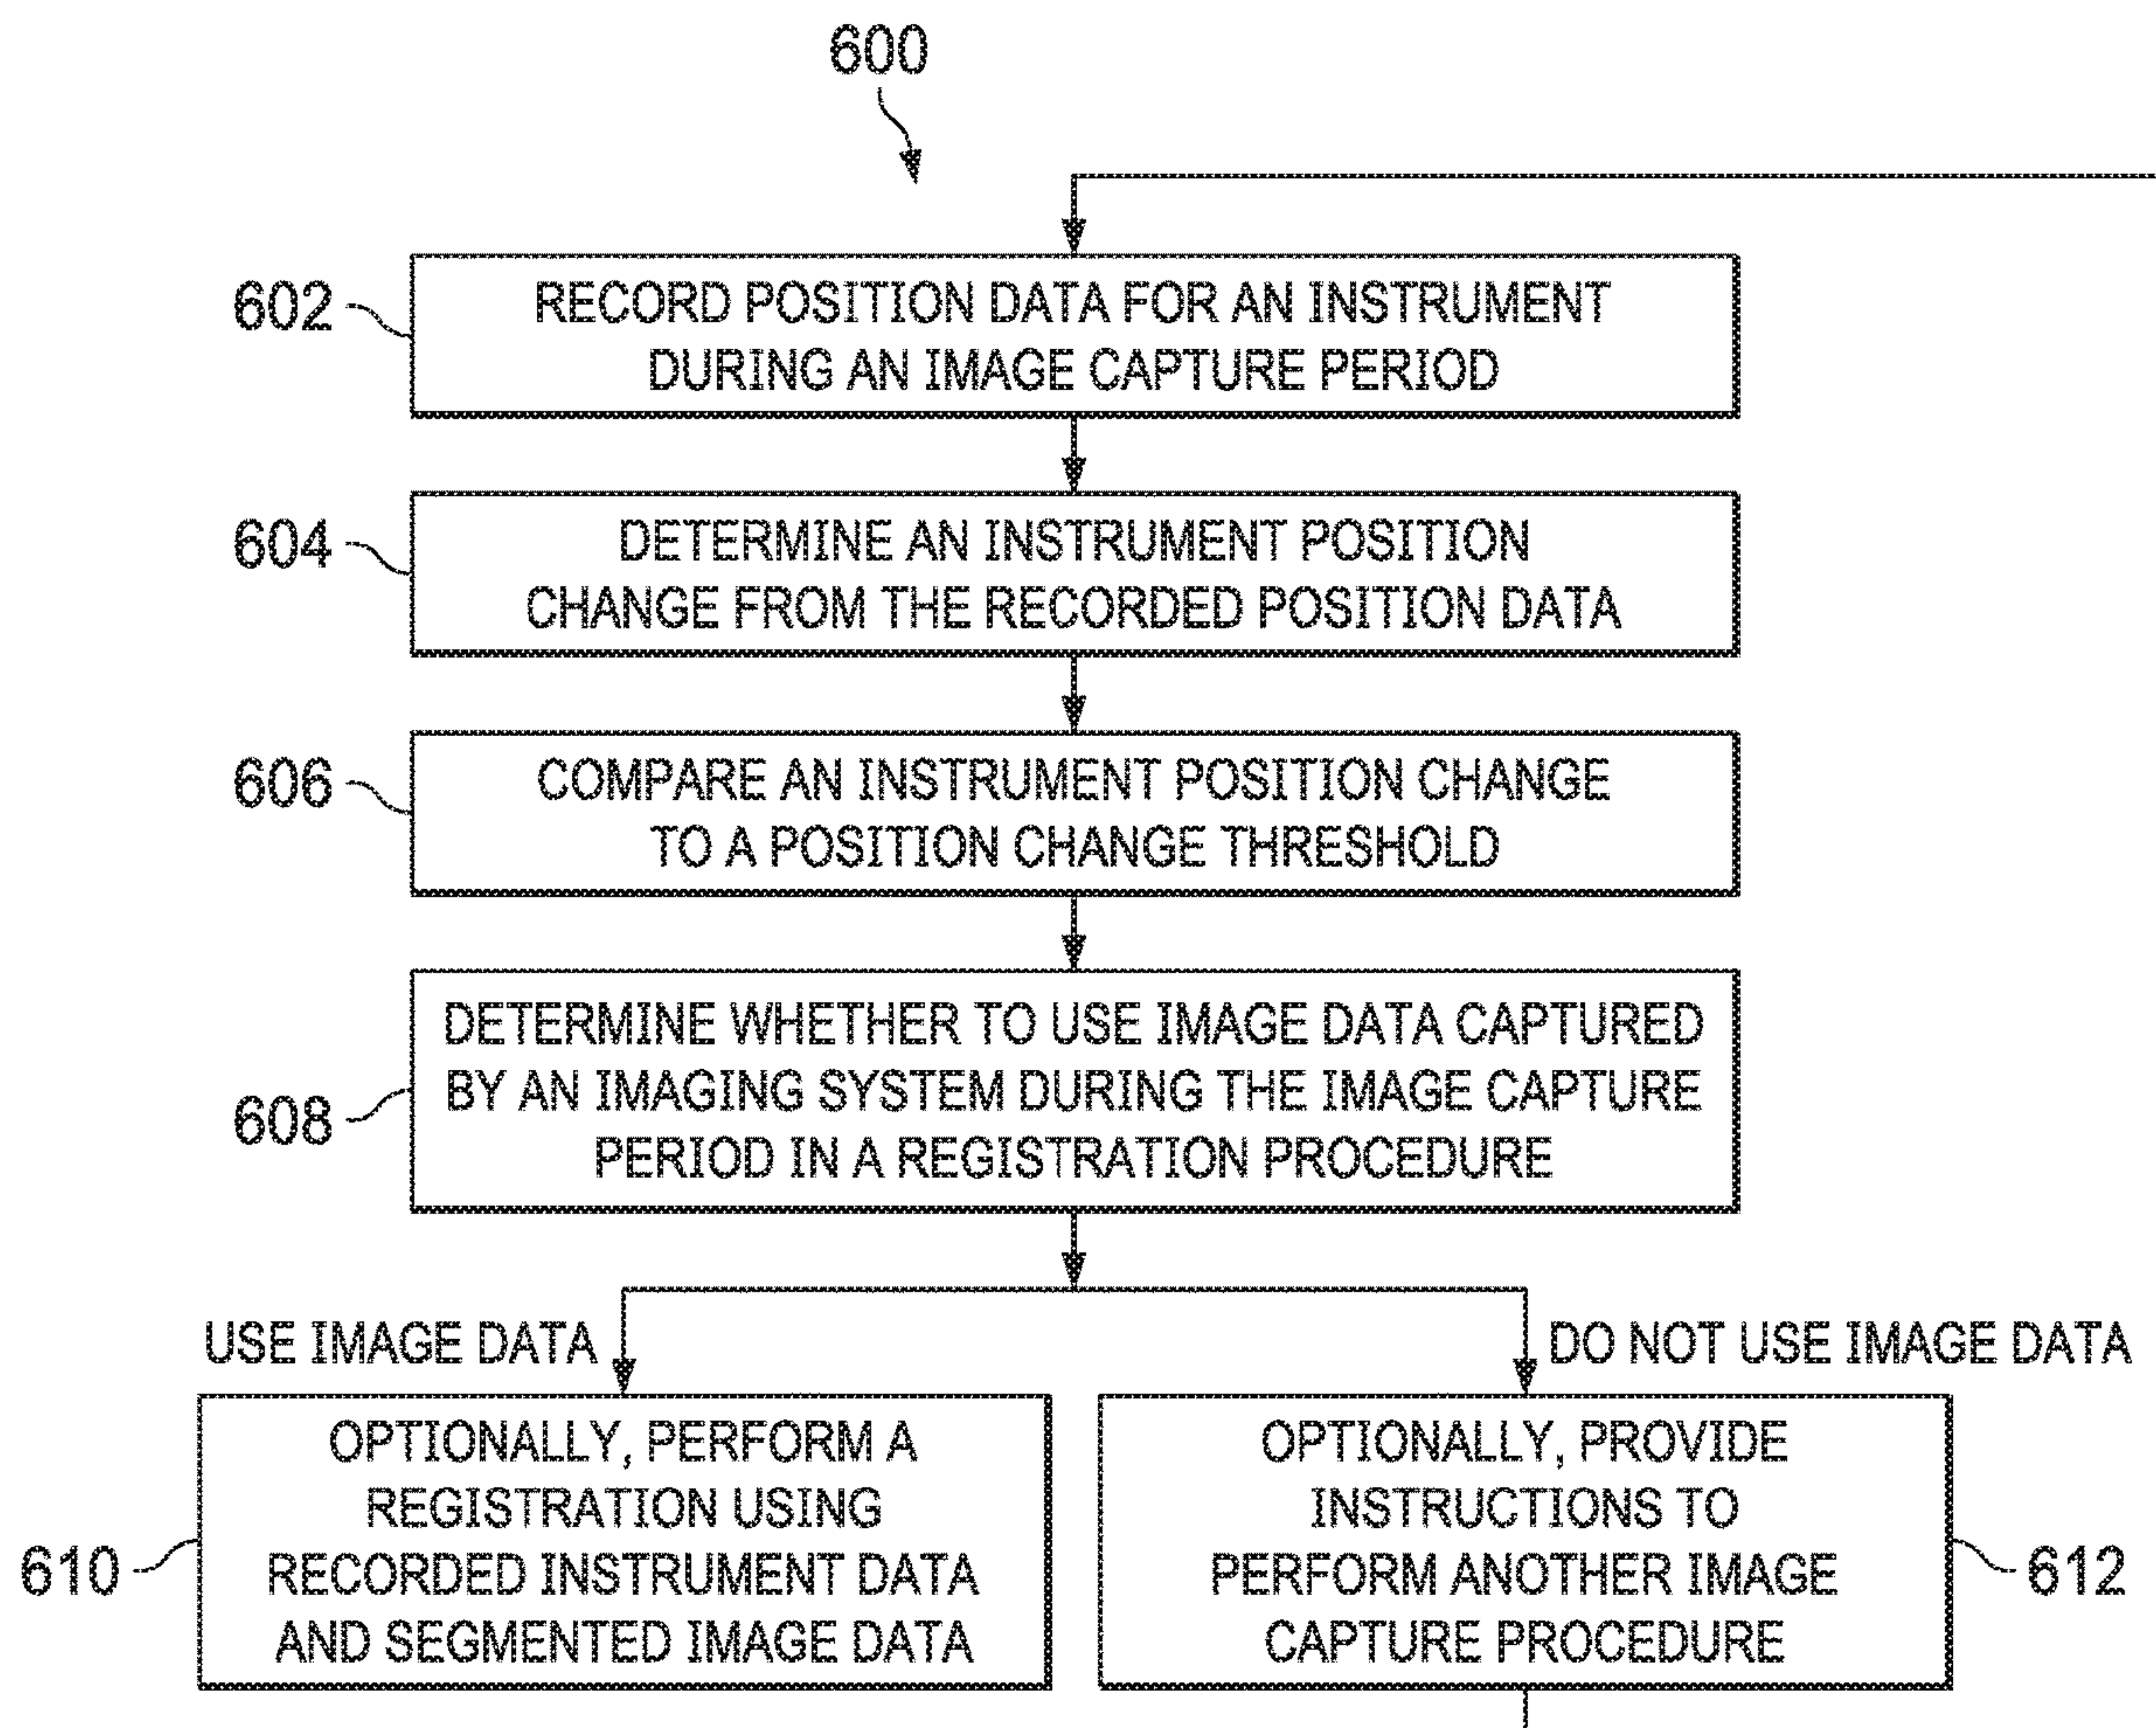 600
602
RECORD POSITION DATA FOR AN INSTRUMENT
DURING AN IMAGE CAPTURE PERIOD
604
DETERMINE AN INSTRUMENT POSITION
CHANGE FROM THE RECORDED POSITION DATA
606
COMPARE AN INSTRUMENT POSITION CHANGE
TO A POSITION CHANGE THRESHOLD
608
DETERMINE WHETHER TO USE IMAGE DATA CAPTURED
BY AN IMAGING SYSTEM DURING THE IMAGE CAPTURE
PERIOD IN A REGISTRATION PROCEDURE
USE IMAGE DATA
DO NOT USE IMAGE DATA
610
OPTIONALLY, PERFORM A
REGISTRATION USING
RECORDED INSTRUMENT DATA
AND SEGMENTED IMAGE DATA
OPTIONALLY, PROVIDE
INSTRUCTIONS TO
PERFORM ANOTHER IMAGE
CAPTURE PROCEDURE
612